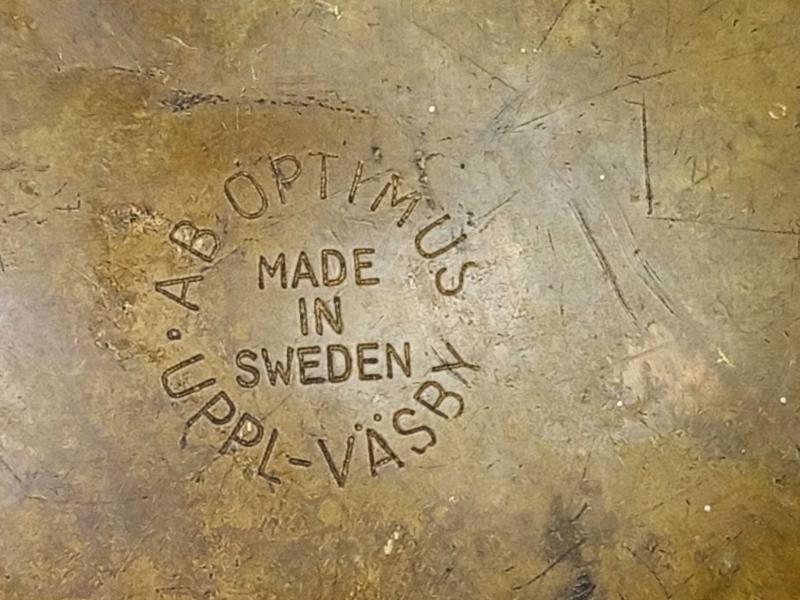 AB OPTIMUS
UPPL-VÄSBY
MADE
IN
SWEDEN